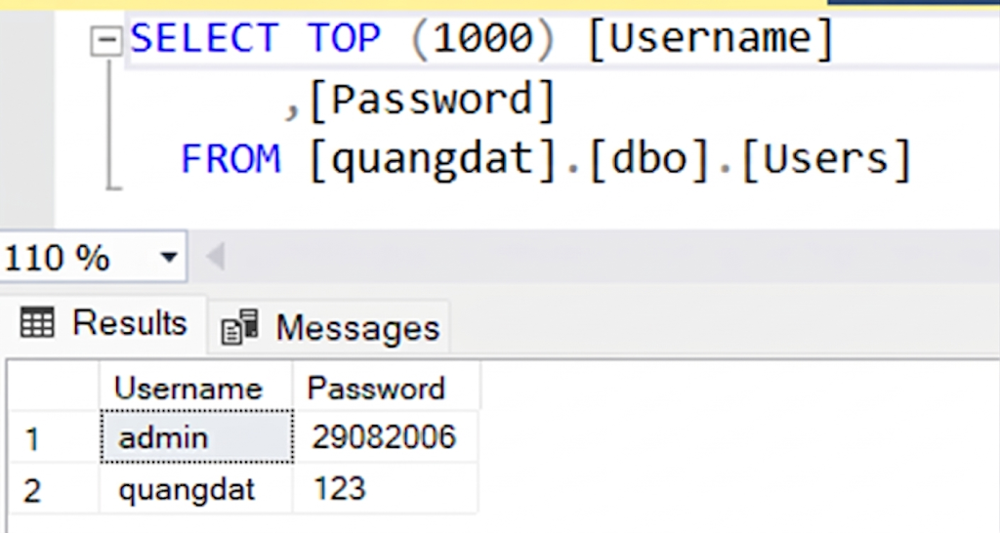 SELECT TOP (1000) [Username]
,[Password]
FROM [quangdat].[dbo].[Users]
110 %
Results Messages
Username Password
1 admin 29082006
2 quangdat 123